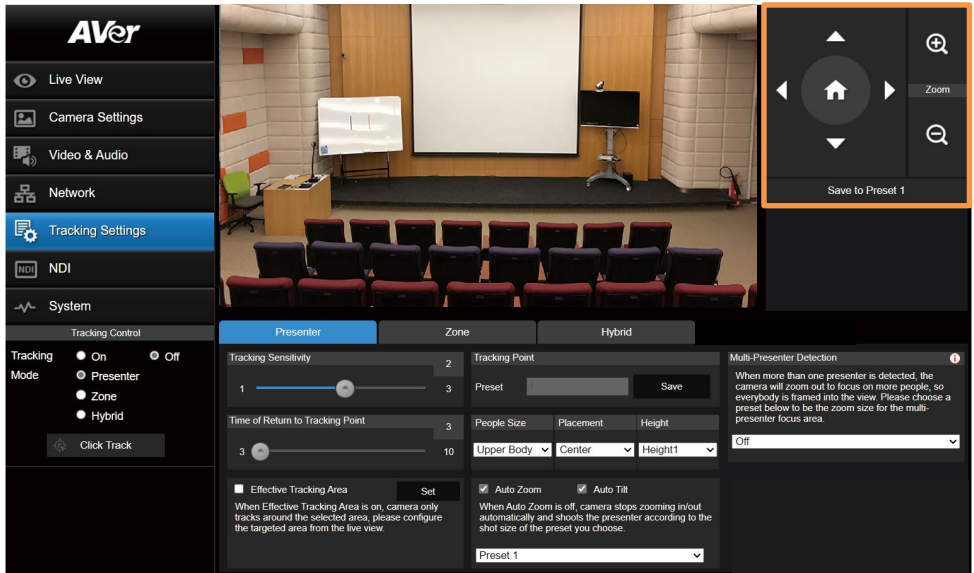 AVer
Live View
Camera Settings
Video & Audio
Network
Tracking Settings
NDI NDI
System
Tracking Control
Tracking Mode
On Off
Presenter
Zone
Hybrid
Click Track
Zoom
Save to Preset 1
Presenter Zone Hybrid
Tracking Sensitivity 2
1 3
Time of Return to Tracking Point 3
3 10
Effective Tracking Area Set
When Effective Tracking Area is on, camera only
tracks around the selected area, please configure
the targeted area from the live view.
Tracking Point
Preset 1 Save
People Size Placement Height
Upper Body Center Height1
Auto Zoom Auto Tilt
When Auto Zoom is off, camera stops zooming in/out
automatically and shoots the presenter according to the
shot size of the preset you choose.
Preset 1
Multi-Presenter Detection
When more than one presenter is detected, the
camera will zoom out to focus on more people, so
everybody is framed into the view. Please choose a
preset below to be the zoom size for the multi-
presenter focus area.
Off